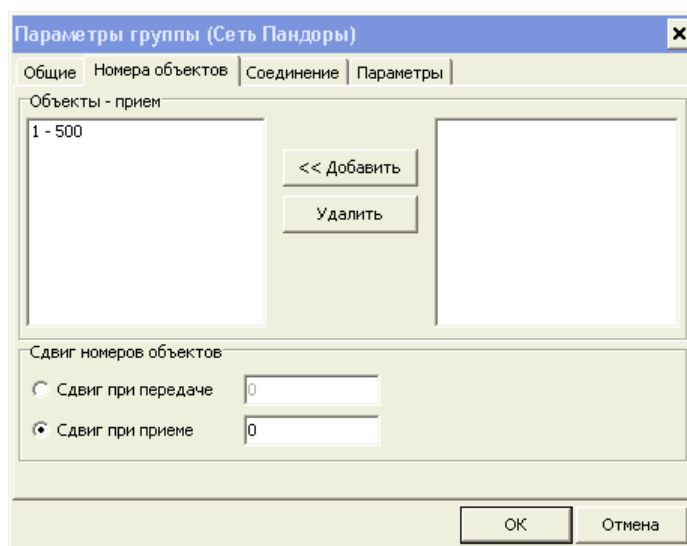 Параметры группы (Сеть Пандоры)
Общие Номера объектов Соединение Параметры
Объекты - прием
1 - 500
<< Добавить
Удалить
Сдвиг номеров объектов
Сдвиг при передаче 0
Сдвиг при приеме 0
ОК Отмена